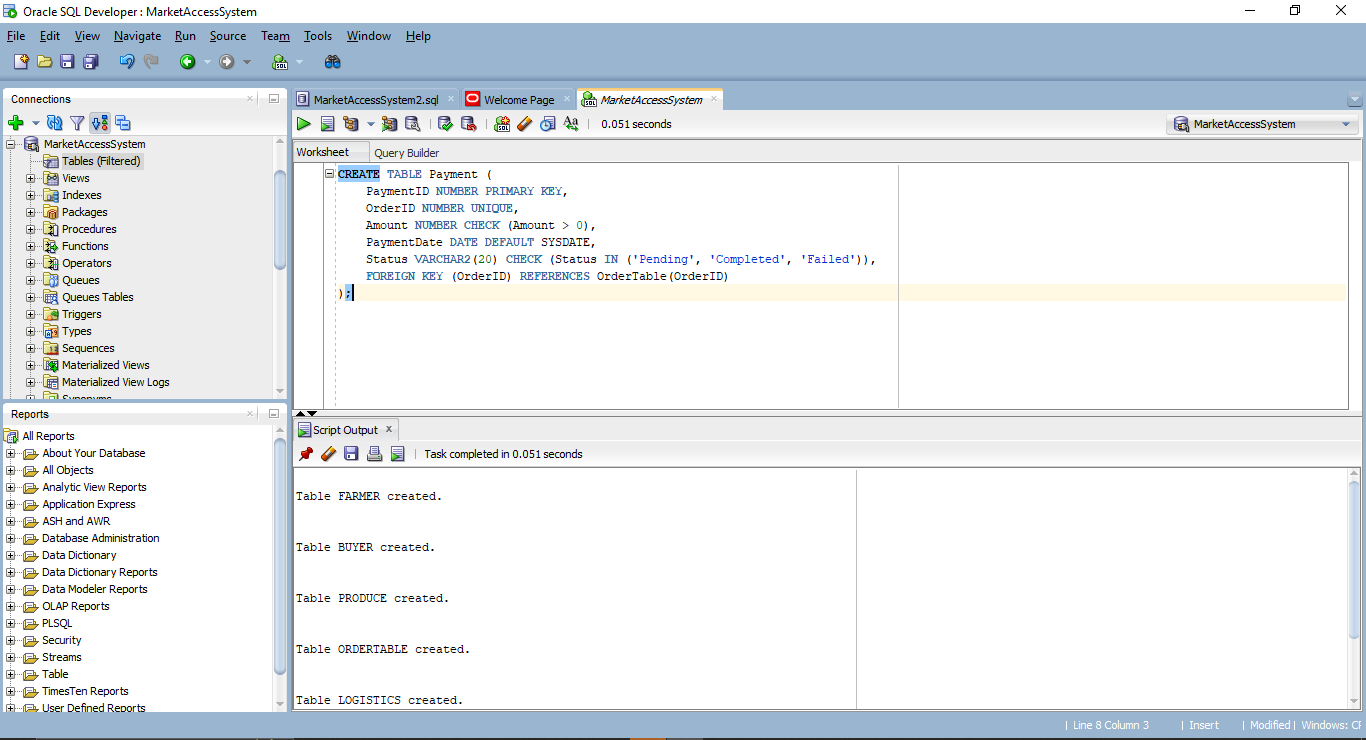 Oracle SQL Developer : MarketAccessSystem
File Edit View Navigate Run Source Team Tools Window Help
Connections
MarketAccessSystem
Tables (Filtered)
Views
Indexes
Packages
Procedures
Functions
Operators
Queues
Queues Tables
Triggers
Types
Sequences
Materialized Views
Materialized View Logs
Synonyms
Reports
All Reports
About Your Database
All Objects
Analytic View Reports
Application Express
ASH and AWR
Database Administration
Data Dictionary
Data Dictionary Reports
Data Modeler Reports
OLAP Reports
PLSQL
Security
Streams
Table
TimesTen Reports
User Defined Reports
MarketAccessSystem2.sql Welcome Page MarketAccessSystem
0.051 seconds
MarketAccessSystem
Worksheet Query Builder
CREATE TABLE Payment (
PaymentID NUMBER PRIMARY KEY,
OrderID NUMBER UNIQUE,
Amount NUMBER CHECK (Amount > 0),
PaymentDate DATE DEFAULT SYSDATE,
Status VARCHAR2(20) CHECK (Status IN ('Pending', 'Completed', 'Failed')),
FOREIGN KEY (OrderID) REFERENCES OrderTable(OrderID)
);
Script Output
Task completed in 0.051 seconds
Table FARMER created.
Table BUYER created.
Table PRODUCE created.
Table ORDERTABLE created.
Table LOGISTICS created.
| Line 8 Column 3 | Insert | Modified | Windows: CF